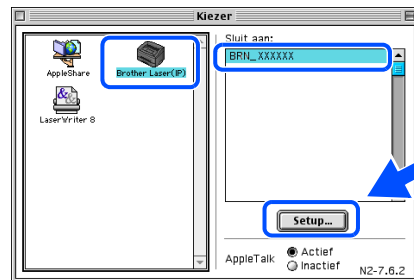 Kiezer
AppleShare
Brother Laser(IP)
LaserWriter 8
Sluit aan:
BRN_XXXXXX
Setup...
AppleTalk
Actief
Inactief
N2-7.6.2